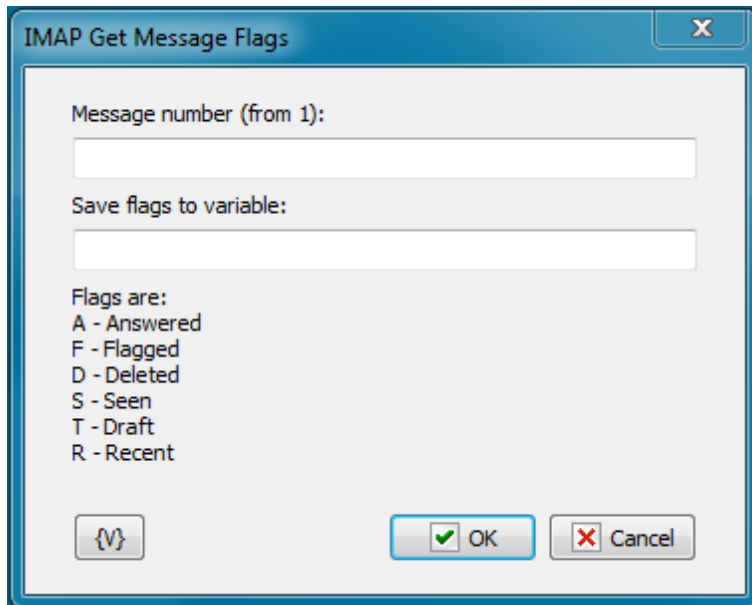 IMAP Get Message Flags
X
Message number (from 1):
Save flags to variable:
Flags are:
A - Answered
F - Flagged
D - Deleted
S - Seen
T - Draft
R - Recent
{V} OK Cancel